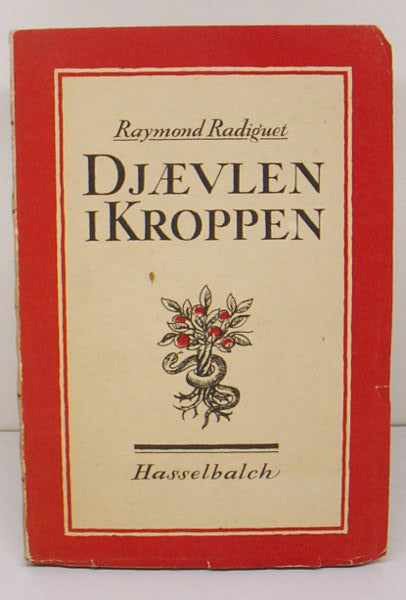 Raymond Radiguet
DJÆVLEN
I KROPPEN
Hasselbalch